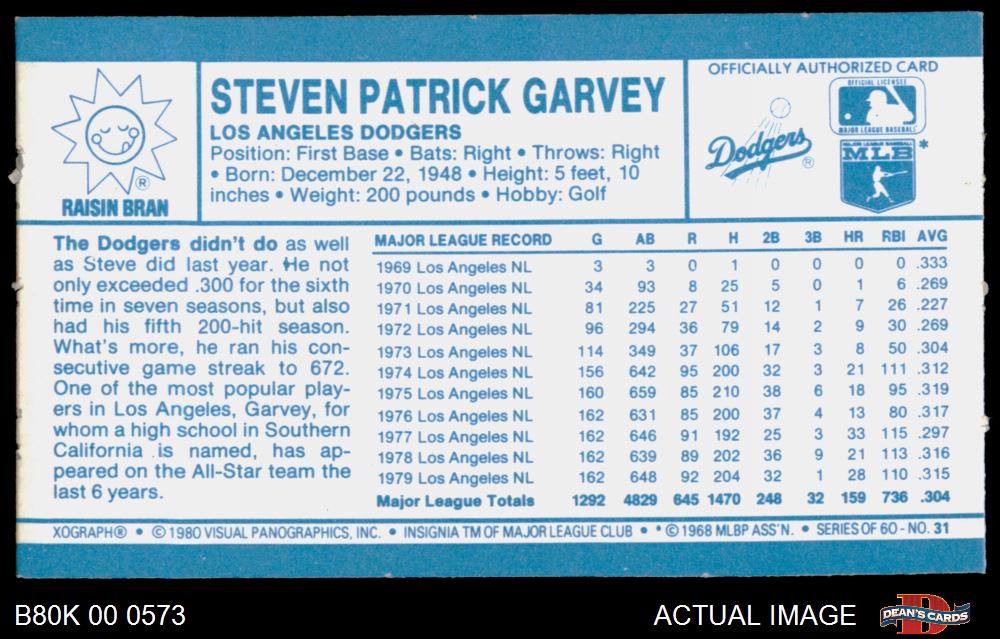 RAISIN BRAN
®
STEVEN PATRICK GARVEY
LOS ANGELES DODGERS
Position: First Base • Bats: Right • Throws: Right
• Born: December 22, 1948 • Height: 5 feet, 10
inches • Weight: 200 pounds • Hobby: Golf
OFFICIALLY AUTHORIZED CARD
Dodgers ®
OFFICIAL LICENSEE
MAJOR LEAGUE BASEBALL
MAJOR LEAGUE BASEBALL
MLB *
The Dodgers didn't do as well
as Steve did last year. He not
only exceeded .300 for the sixth
time in seven seasons, but also
had his fifth 200-hit season.
What's more, he ran his con-
secutive game streak to 672.
One of the most popular play-
ers in Los Angeles, Garvey, for
whom a high school in Southern
California is named, has ap-
peared on the All-Star team the
last 6 years.
MAJOR LEAGUE RECORD G AB R H 2B 3B HR RBI AVG
1969 Los Angeles NL 3 3 0 1 0 0 0 0 .333
1970 Los Angeles NL 34 93 8 25 5 0 1 6 .269
1971 Los Angeles NL 81 225 27 51 12 1 7 26 .227
1972 Los Angeles NL 96 294 36 79 14 2 9 30 .269
1973 Los Angeles NL 114 349 37 106 17 3 8 50 .304
1974 Los Angeles NL 156 642 95 200 32 3 21 111 .312
1975 Los Angeles NL 160 659 85 210 38 6 18 95 .319
1976 Los Angeles NL 162 631 85 200 37 4 13 80 .317
1977 Los Angeles NL 162 646 91 192 25 3 33 115 .297
1978 Los Angeles NL 162 639 89 202 36 9 21 113 .316
1979 Los Angeles NL 162 648 92 204 32 1 28 110 .315
Major League Totals 1292 4829 645 1470 248 32 159 736 .304
XOGRAPH® • © 1980 VISUAL PANOGRAPHICS, INC. • INSIGNIA TM OF MAJOR LEAGUE CLUB • * © 1968 MLBP ASS'N. • SERIES OF 60 - NO. 31
B80K 00 0573
ACTUAL IMAGE
DEAN'S CARDS